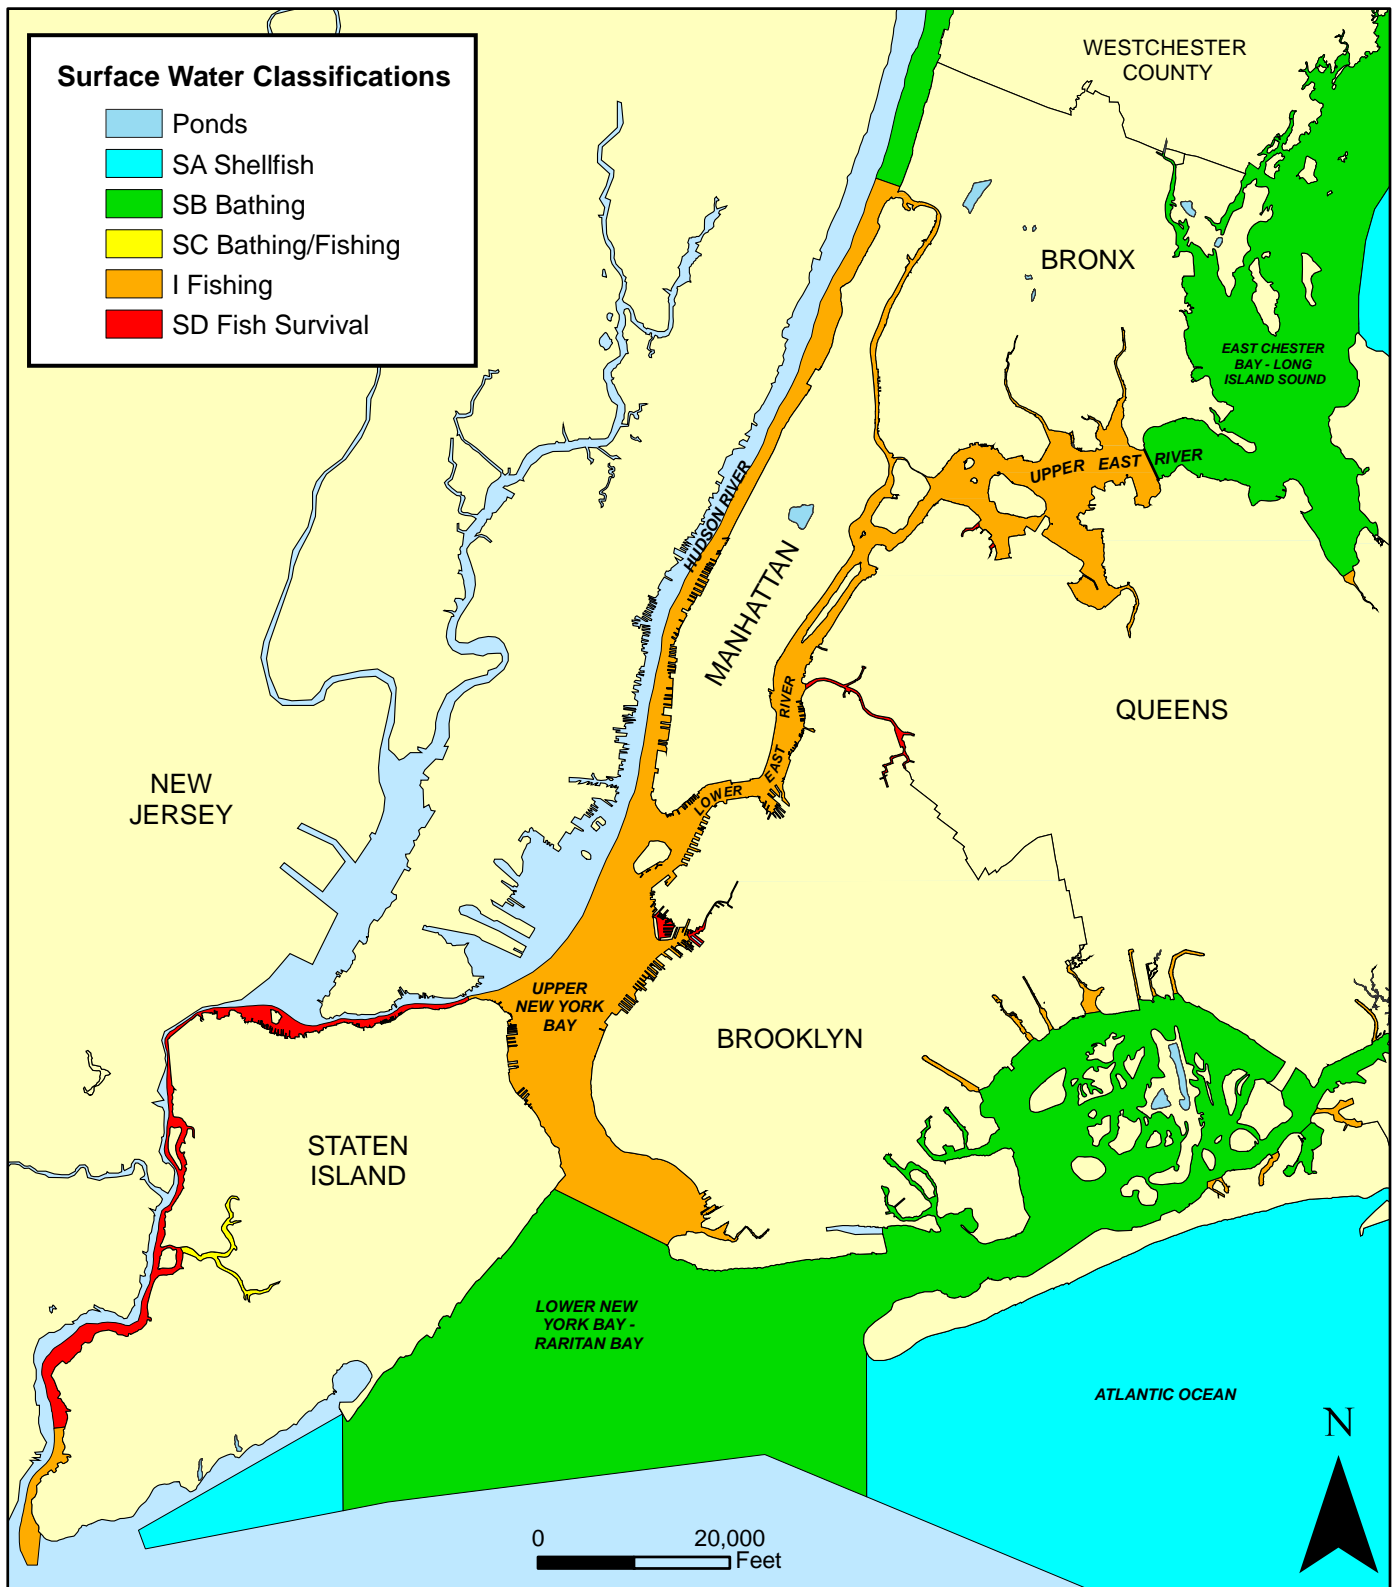 Surface Water Classifications
Ponds
SA Shellfish
SB Bathing
SC Bathing/Fishing
I Fishing
SD Fish Survival
WESTCHESTER
COUNTY
BRONX
EAST CHESTER
BAY - LONG
ISLAND SOUND
UPPER EAST RIVER
HUDSON RIVER
MANHATTAN
QUEENS
LOWER EAST RIVER
NEW
JERSEY
UPPER
NEW YORK
BAY
BROOKLYN
STATEN
ISLAND
LOWER NEW
YORK BAY -
RARITAN BAY
ATLANTIC OCEAN
N
0 20,000
Feet